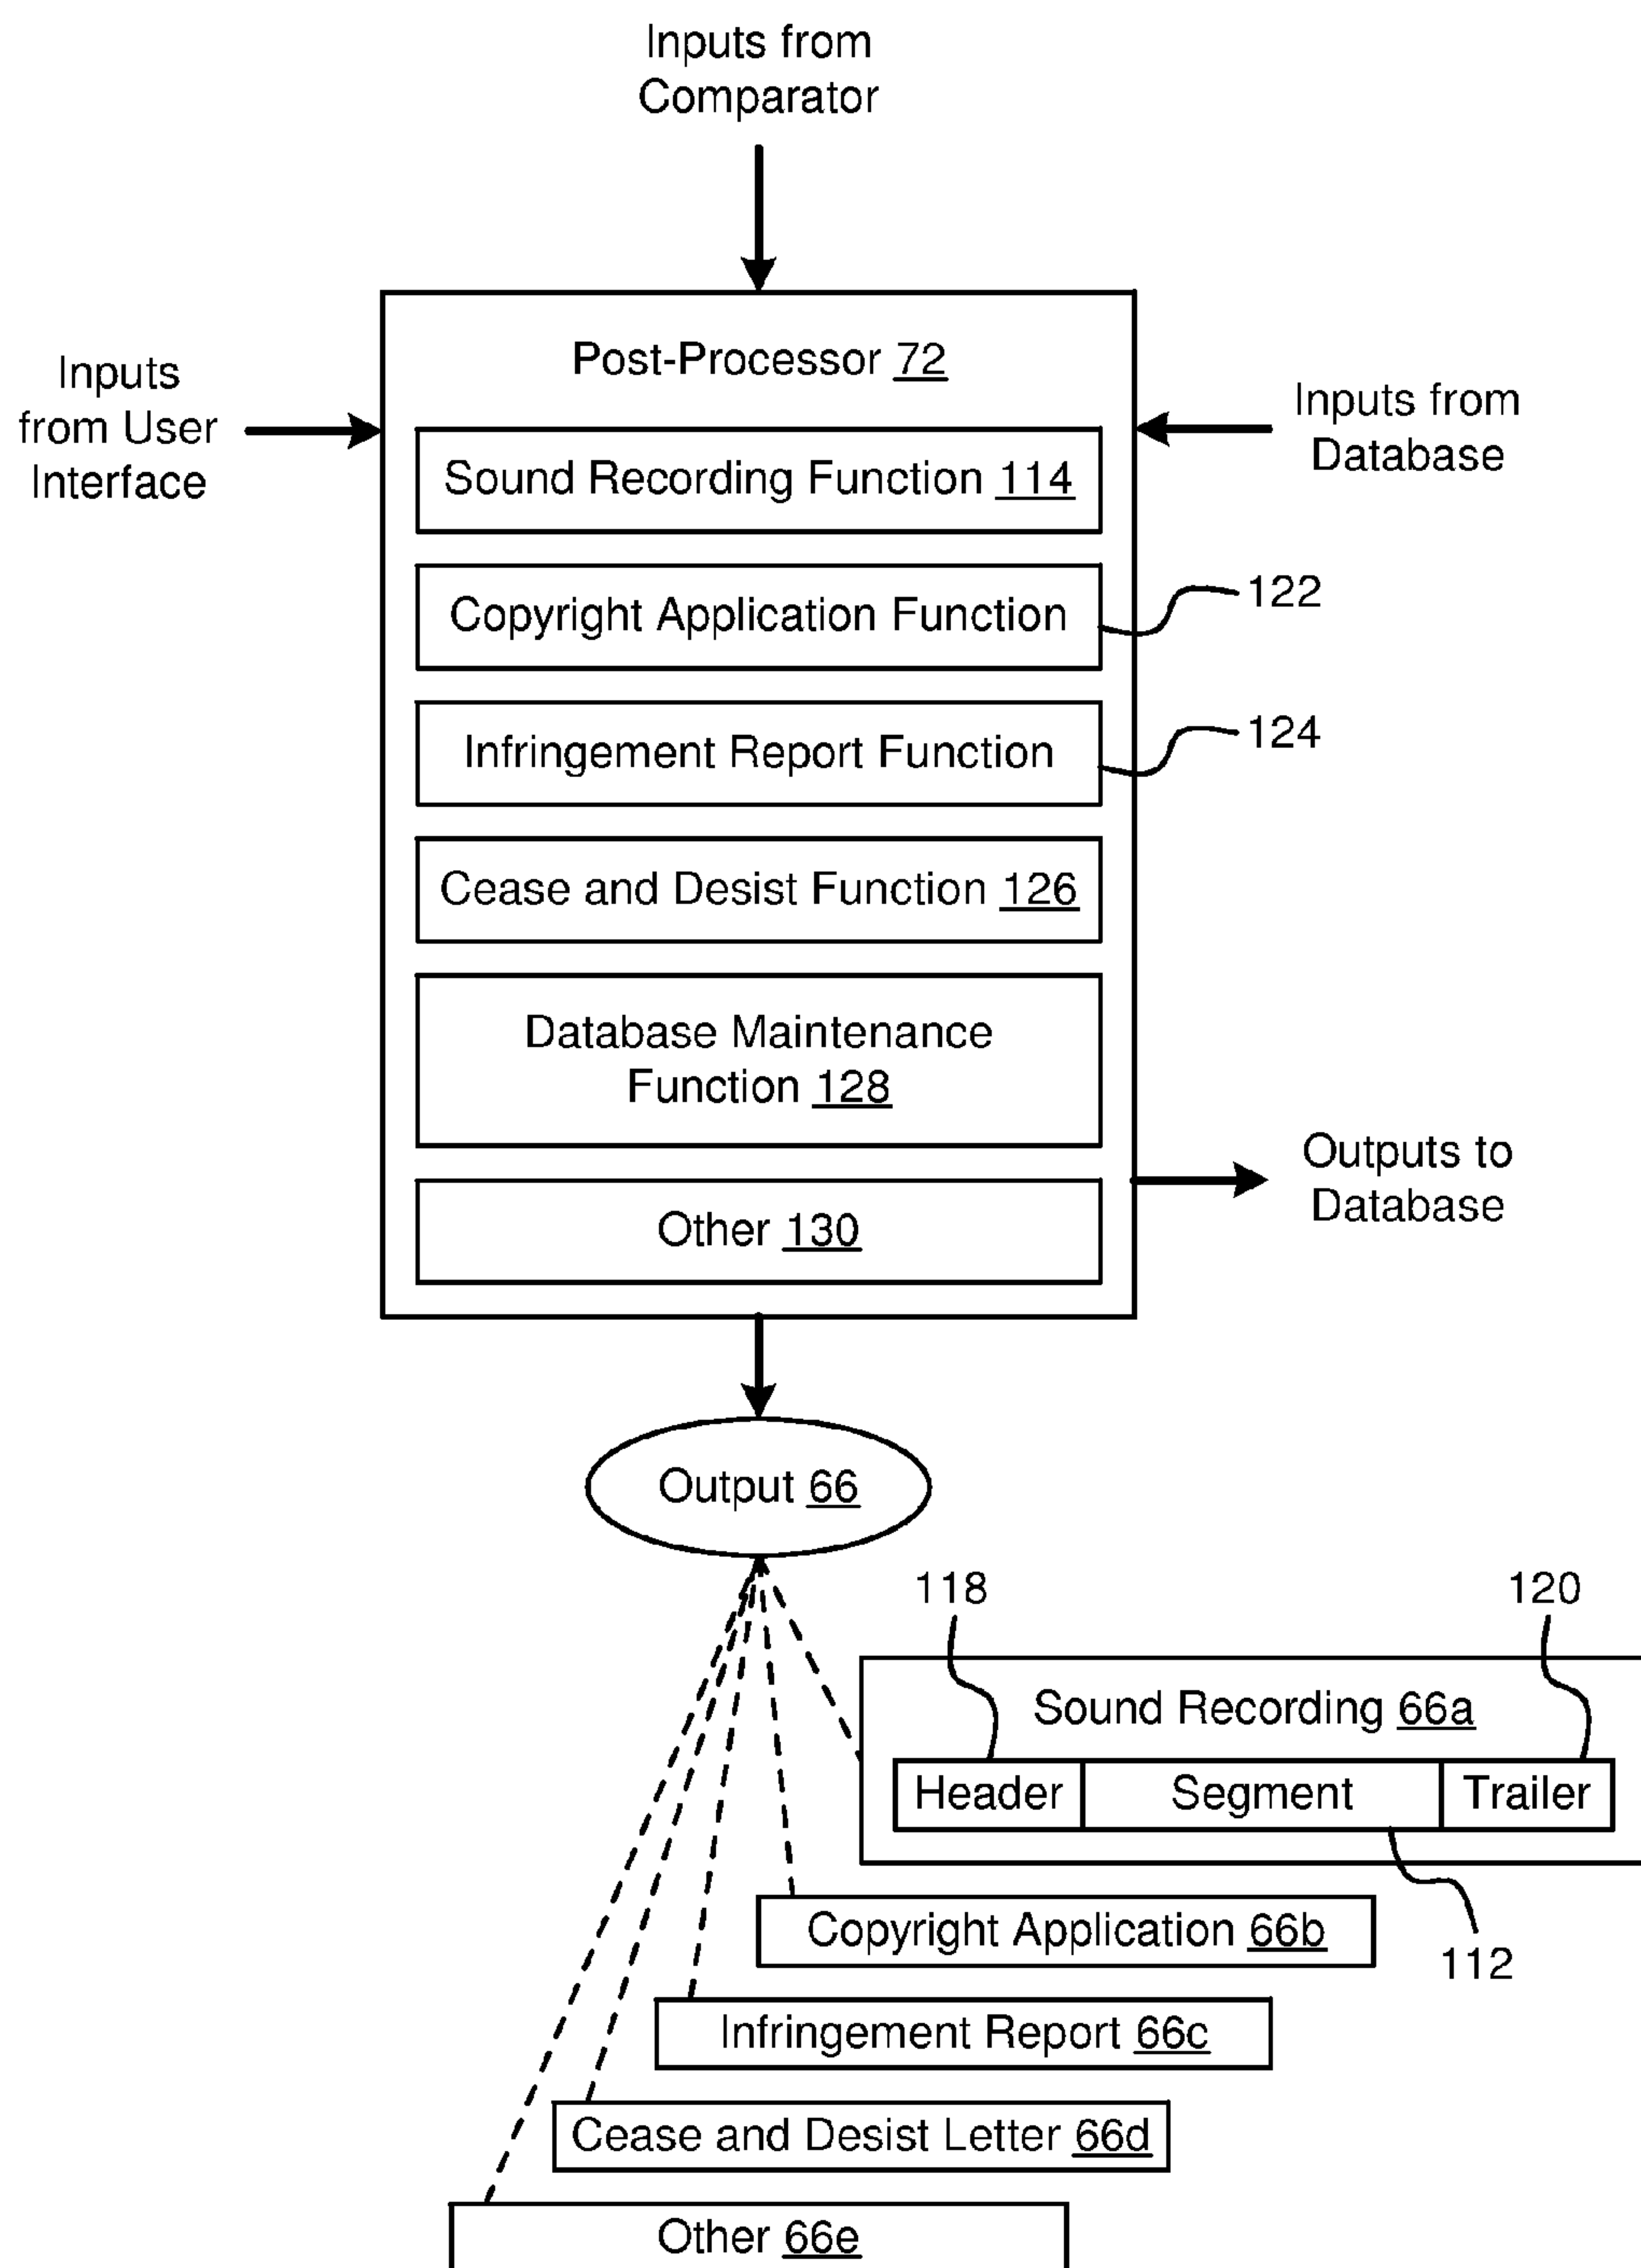 Inputs from
Comparator
Inputs
from User
Interface
Post-Processor 72
Inputs from
Database
Sound Recording Function 114
Copyright Application Function
122
Infringement Report Function
124
Cease and Desist Function 126
Database Maintenance
Function 128
Outputs to
Database
Other 130
Output 66
118
120
Sound Recording 66a
Header
Segment
Trailer
Copyright Application 66b
112
Infringement Report 66c
Cease and Desist Letter 66d
Other 66e